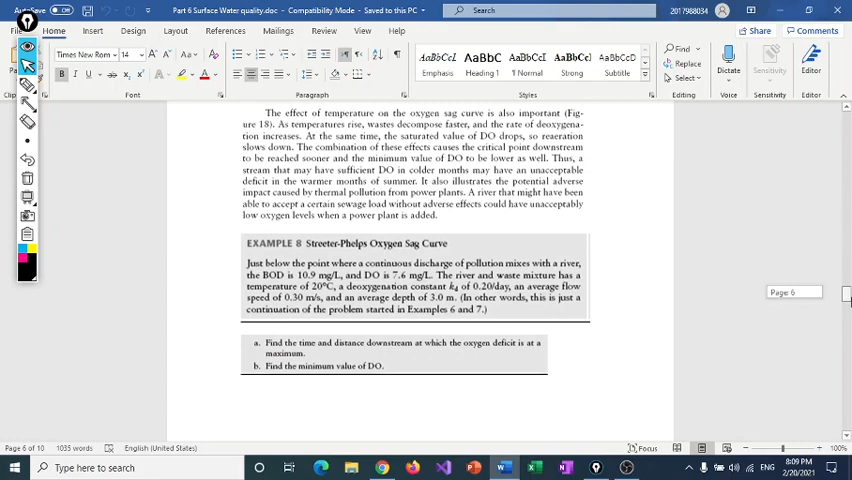 AutoSave Off Part 6 Surface Water quality.doc - Compatibility Mode - Saved to this PC Search 2017988034
Home Insert Draw Design Layout References Mailings Review View Help Share Comments
Times New Rom 14 A A Aa
B I U ab x₂ x² A A
AaBbCcI AaBbC AaBbCcI AaBbCcI AaBbCcD
Emphasis Heading 1 1 Normal Strong Subtitle
Find
Replace
Select
Dictate Sensitivity Editor
Font Paragraph Styles Editing Voice Sensitivity Editor
The effect of temperature on the oxygen sag curve is also important (Fig-
ure 18). As temperatures rise, wastes decompose faster, and the rate of deoxygena-
tion increases. At the same time, the saturated value of DO drops, so reaeration
slows down. The combination of these effects causes the critical point downstream
to be reached sooner and the minimum value of DO to be lower as well. Thus, a
stream that may have sufficient DO in colder months may have an unacceptable
deficit in the warmer months of summer. It also illustrates the potential adverse
impact caused by thermal pollution from power plants. A river that might have been
able to accept a certain sewage load without adverse effects could have unacceptably
low oxygen levels when a power plant is added.
EXAMPLE 8 Streeter-Phelps Oxygen Sag Curve
Just below the point where a continuous discharge of pollution mixes with a river,
the BOD is 10.9 mg/L, and DO is 7.6 mg/L. The river and waste mixture has a
temperature of 20°C, a deoxygenation constant kd of 0.20/day, an average flow
speed of 0.30 m/s, and an average depth of 3.0 m. (In other words, this is just a
continuation of the problem started in Examples 6 and 7.)
Page: 6
a. Find the time and distance downstream at which the oxygen deficit is at a
maximum.
b. Find the minimum value of DO.
Page 6 of 10 1035 words English (United States) Focus 100%
Type here to search ENG 8:09 PM
2/20/2021